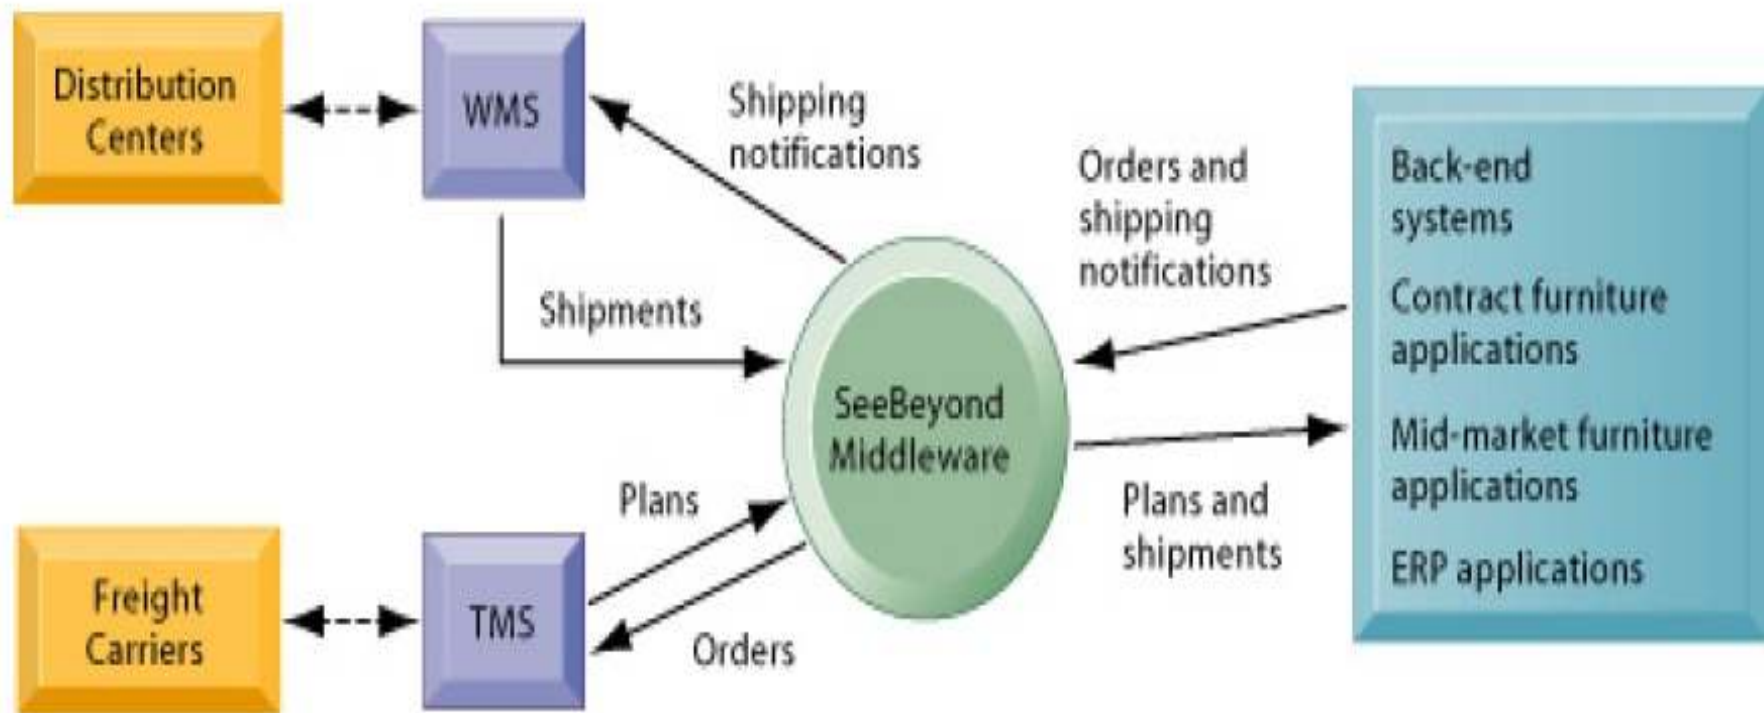 Distribution
Centers
WMS
Shipping
notifications
Orders and
shipping
notifications
Back-end
systems
Contract furniture
applications
Mid-market furniture
applications
ERP applications
Shipments
SeeBeyond
Middleware
Plans
Plans and
shipments
Freight
Carriers
TMS
Orders